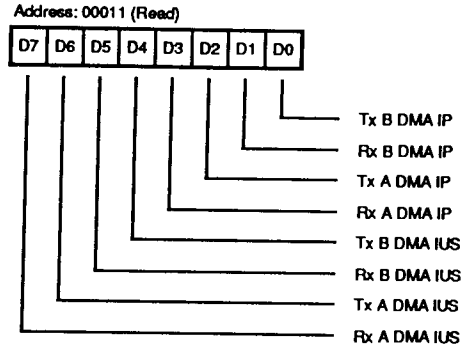 Address: 00011 (Read)
D7 D6 D5 D4 D3 D2 D1 D0
Tx B DMA IP
Rx B DMA IP
Tx A DMA IP
Rx A DMA IP
Tx B DMA IUS
Rx B DMA IUS
Tx A DMA IUS
Rx A DMA IUS